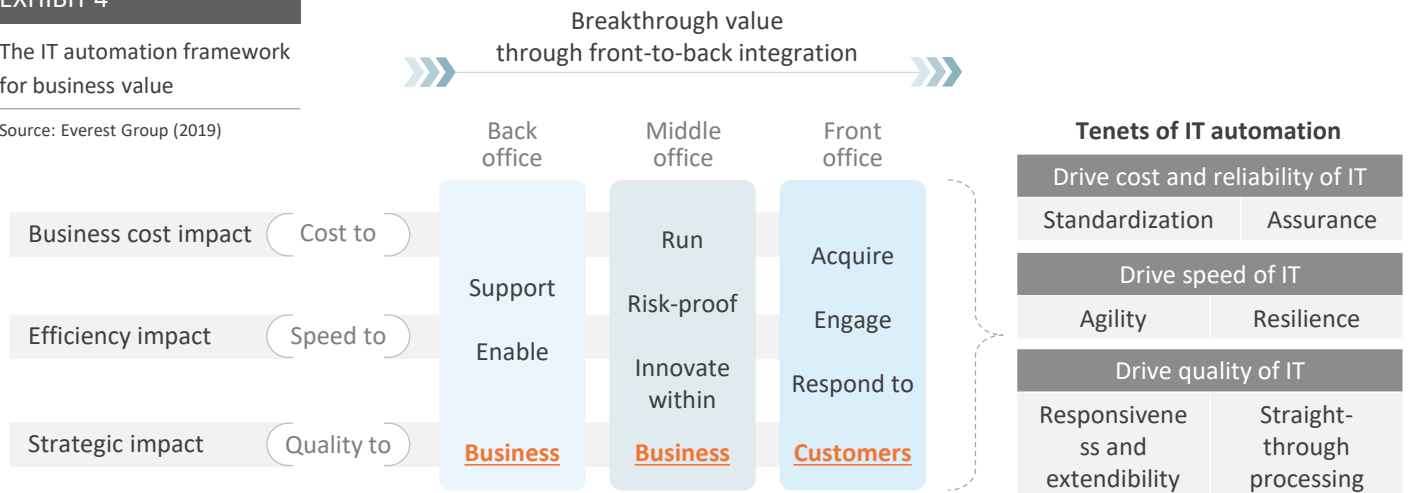 EXHIBIT 4
The IT automation framework
for business value
Source: Everest Group (2019)
Breakthrough value
through front-to-back integration
Back
office
Middle
office
Front
office
Business cost impact
Cost to
Efficiency impact
Speed to
Strategic impact
Quality to
Support
Enable
Business
Run
Risk-proof
Innovate
within
Business
Acquire
Engage
Respond to
Customers
Tenets of IT automation
Drive cost and reliability of IT
Standardization
Assurance
Drive speed of IT
Agility
Resilience
Drive quality of IT
Responsivene
ss and
extendibility
Straight-
through
processing